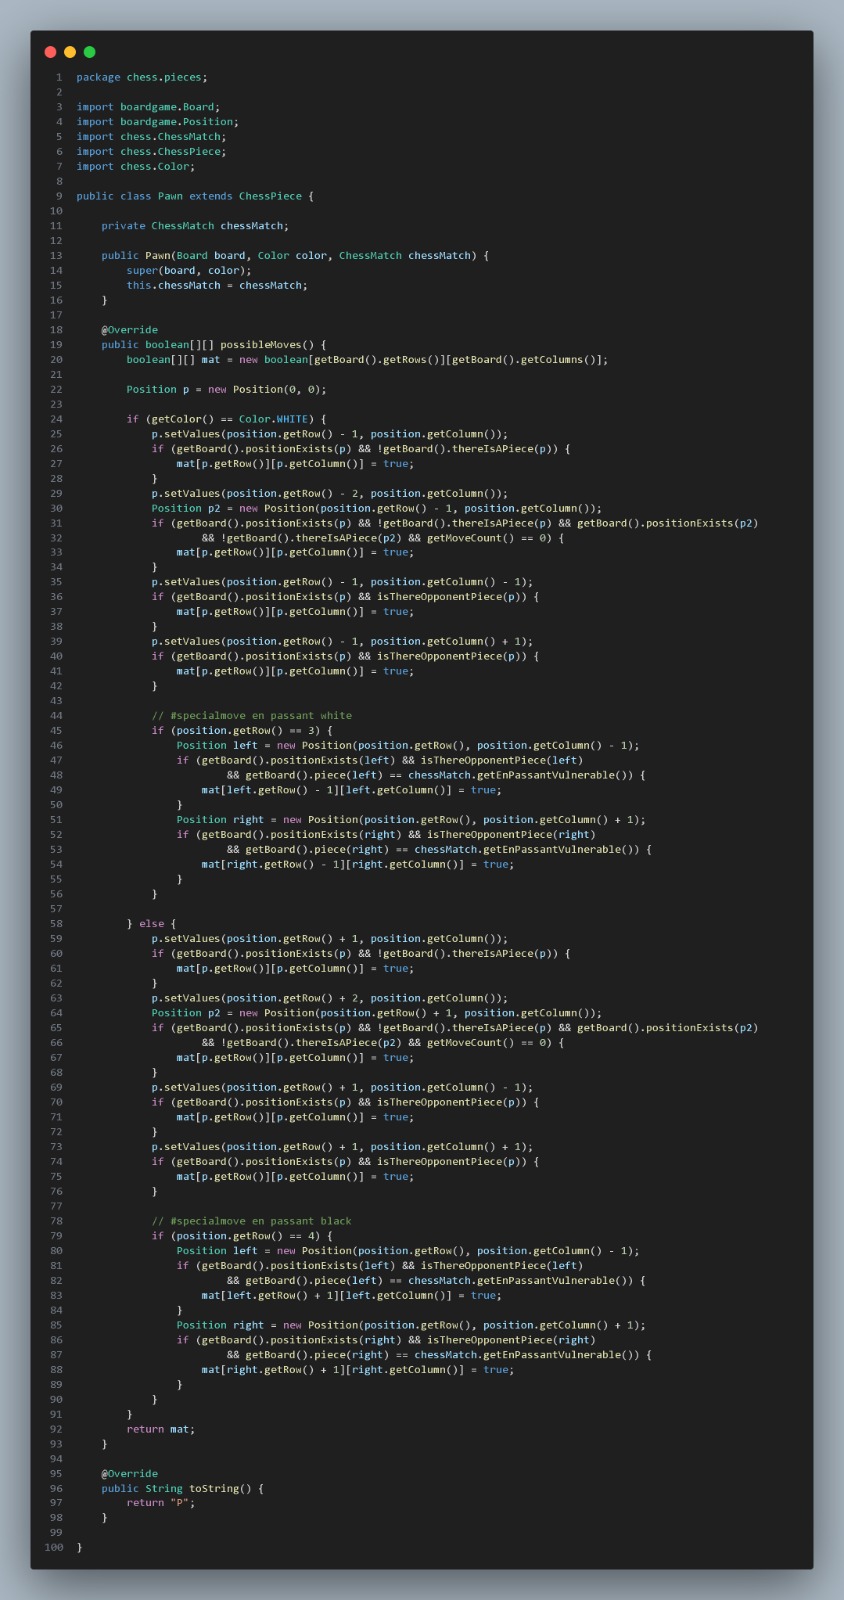 1 package chess.pieces;
2
3 import boardgame.Board;
4 import boardgame.Position;
5 import chess.ChessMatch;
6 import chess.ChessPiece;
7 import chess.Color;
8
9 public class Pawn extends ChessPiece {
10
11     private ChessMatch chessMatch;
12
13     public Pawn(Board board, Color color, ChessMatch chessMatch) {
14         super(board, color);
15         this.chessMatch = chessMatch;
16     }
17
18     @Override
19     public boolean[][] possibleMoves() {
20         boolean[][] mat = new boolean[getBoard().getRows()][getBoard().getColumns()];
21
22         Position p = new Position(0, 0);
23
24         if (getColor() == Color.WHITE) {
25             p.setValues(position.getRow() - 1, position.getColumn());
26             if (getBoard().positionExists(p) && !getBoard().thereIsAPiece(p)) {
27                 mat[p.getRow()][p.getColumn()] = true;
28             }
29             p.setValues(position.getRow() - 2, position.getColumn());
30             Position p2 = new Position(position.getRow() - 1, position.getColumn());
31             if (getBoard().positionExists(p) && !getBoard().thereIsAPiece(p) && getBoard().positionExists(p2)
32                     && !getBoard().thereIsAPiece(p2) && getMoveCount() == 0) {
33                 mat[p.getRow()][p.getColumn()] = true;
34             }
35             p.setValues(position.getRow() - 1, position.getColumn() - 1);
36             if (getBoard().positionExists(p) && isThereOpponentPiece(p)) {
37                 mat[p.getRow()][p.getColumn()] = true;
38             }
39             p.setValues(position.getRow() - 1, position.getColumn() + 1);
40             if (getBoard().positionExists(p) && isThereOpponentPiece(p)) {
41                 mat[p.getRow()][p.getColumn()] = true;
42             }
43
44             // #specialmove en passant white
45             if (position.getRow() == 3) {
46                 Position left = new Position(position.getRow(), position.getColumn() - 1);
47                 if (getBoard().positionExists(left) && isThereOpponentPiece(left)
48                         && getBoard().piece(left) == chessMatch.getEnPassantVulnerable()) {
49                     mat[left.getRow() - 1][left.getColumn()] = true;
50                 }
51                 Position right = new Position(position.getRow(), position.getColumn() + 1);
52                 if (getBoard().positionExists(right) && isThereOpponentPiece(right)
53                         && getBoard().piece(right) == chessMatch.getEnPassantVulnerable()) {
54                     mat[right.getRow() - 1][right.getColumn()] = true;
55                 }
56             }
57
58         } else {
59             p.setValues(position.getRow() + 1, position.getColumn());
60             if (getBoard().positionExists(p) && !getBoard().thereIsAPiece(p)) {
61                 mat[p.getRow()][p.getColumn()] = true;
62             }
63             p.setValues(position.getRow() + 2, position.getColumn());
64             Position p2 = new Position(position.getRow() + 1, position.getColumn());
65             if (getBoard().positionExists(p) && !getBoard().thereIsAPiece(p) && getBoard().positionExists(p2)
66                     && !getBoard().thereIsAPiece(p2) && getMoveCount() == 0) {
67                 mat[p.getRow()][p.getColumn()] = true;
68             }
69             p.setValues(position.getRow() + 1, position.getColumn() - 1);
70             if (getBoard().positionExists(p) && isThereOpponentPiece(p)) {
71                 mat[p.getRow()][p.getColumn()] = true;
72             }
73             p.setValues(position.getRow() + 1, position.getColumn() + 1);
74             if (getBoard().positionExists(p) && isThereOpponentPiece(p)) {
75                 mat[p.getRow()][p.getColumn()] = true;
76             }
77
78             // #specialmove en passant black
79             if (position.getRow() == 4) {
80                 Position left = new Position(position.getRow(), position.getColumn() - 1);
81                 if (getBoard().positionExists(left) && isThereOpponentPiece(left)
82                         && getBoard().piece(left) == chessMatch.getEnPassantVulnerable()) {
83                     mat[left.getRow() + 1][left.getColumn()] = true;
84                 }
85                 Position right = new Position(position.getRow(), position.getColumn() + 1);
86                 if (getBoard().positionExists(right) && isThereOpponentPiece(right)
87                         && getBoard().piece(right) == chessMatch.getEnPassantVulnerable()) {
88                     mat[right.getRow() + 1][right.getColumn()] = true;
89                 }
90             }
91         }
92         return mat;
93     }
94
95     @Override
96     public String toString() {
97         return "P";
98     }
99
100 }